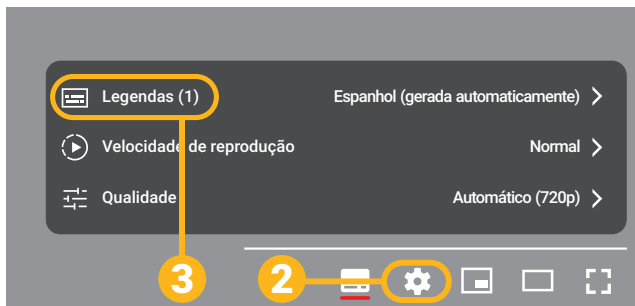 Legendas (1) Espanhol (gerada automaticamente)
Velocidade de reprodução Normal
Qualidade Automático (720p)
3 2